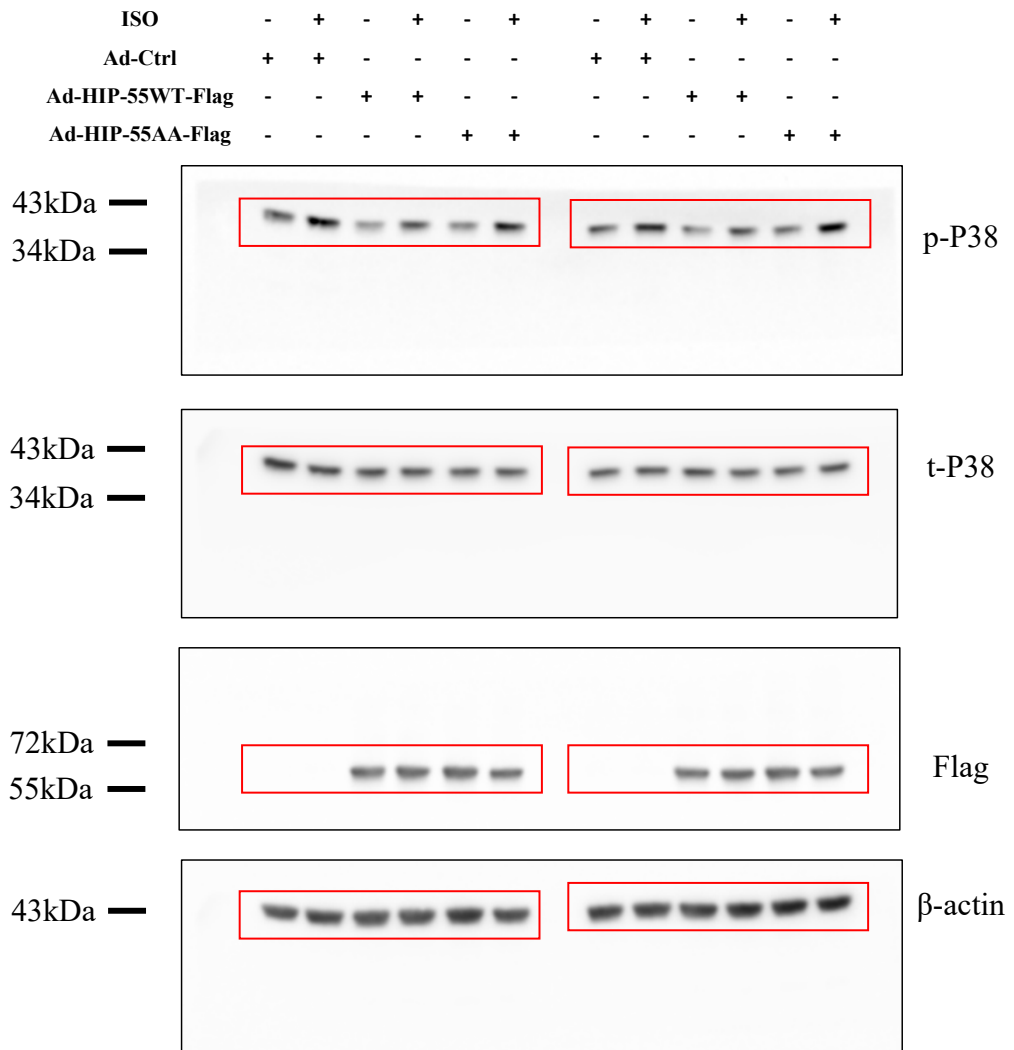 ISO - + - + - + - + - + - +
Ad-Ctrl + + - - - - + + - - - -
Ad-HIP-55WT-Flag - - + + - - - - + + - -
Ad-HIP-55AA-Flag - - - - + + - - - - + +
43kDa
34kDa
p-P38
43kDa
34kDa
t-P38
72kDa
55kDa
Flag
43kDa
β-actin